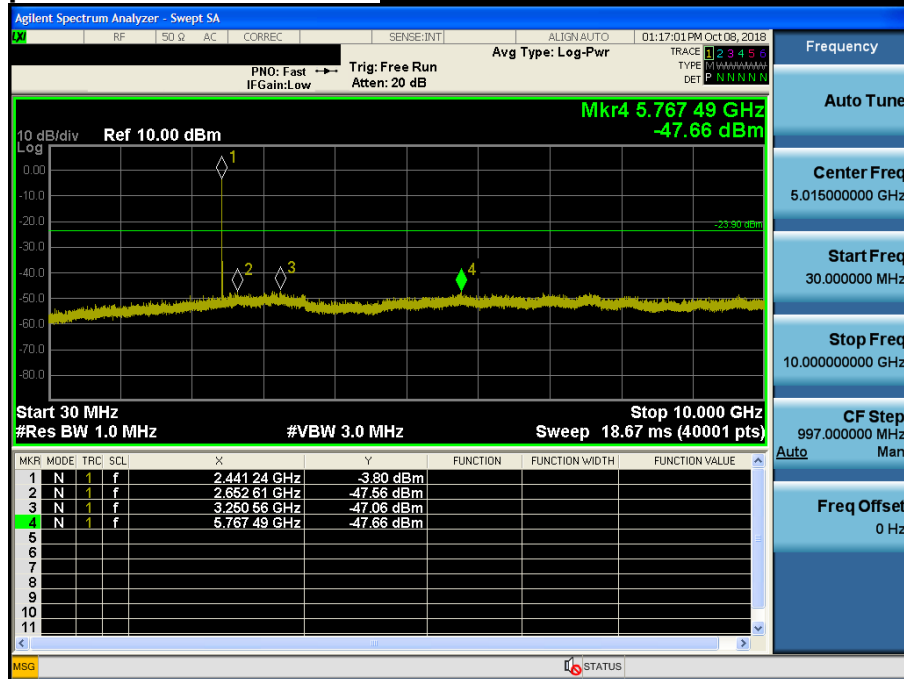 Agilent Spectrum Analyzer - Swept SA
LXI RF 50 Ω AC CORREC SENSE:INT ALIGN AUTO 01:17:01 PM Oct 08, 2018
Avg Type: Log-Pwr TRACE 1 2 3 4 5 6
PNO: Fast Trig: Free Run TYPE M WWWWW
IFGain:Low Atten: 20 dB DET P N N N N N
Mkr4 5.767 49 GHz
-47.66 dBm
10 dB/div Ref 10.00 dBm
Log
0.00
-10.0
-20.0
-23.90 dBm
-30.0
-40.0
-50.0
-60.0
-70.0
-80.0
1
2
3
4
Start 30 MHz Stop 10.000 GHz
#Res BW 1.0 MHz #VBW 3.0 MHz Sweep 18.67 ms (40001 pts)
MKR MODE TRC SCL X Y FUNCTION FUNCTION WIDTH FUNCTION VALUE
1 N 1 f 2.441 24 GHz -3.80 dBm
2 N 1 f 2.652 61 GHz -47.56 dBm
3 N 1 f 3.250 56 GHz -47.06 dBm
4 N 1 f 5.767 49 GHz -47.66 dBm
5
6
7
8
9
10
11
MSG STATUS
Frequency
Auto Tune
Center Freq
5.015000000 GHz
Start Freq
30.000000 MHz
Stop Freq
10.000000000 GHz
CF Step
997.000000 MHz
Auto Man
Freq Offset
0 Hz